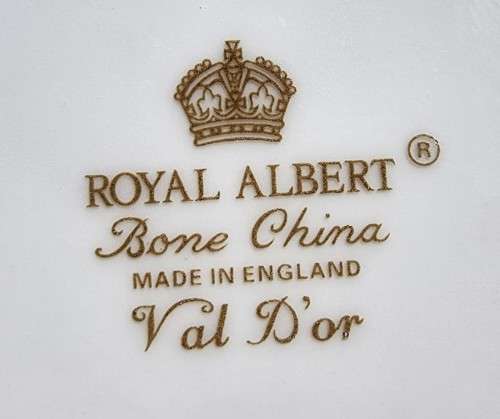 ROYAL ALBERT ®
Bone China
MADE IN ENGLAND
Val D'or